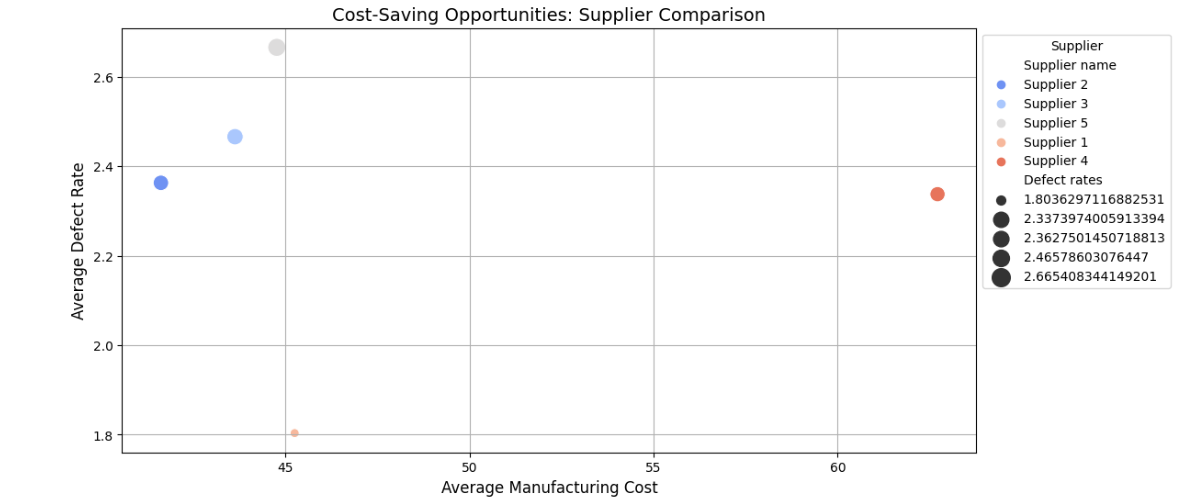 Cost-Saving Opportunities: Supplier Comparison
2.6
2.4
2.2
2.0
1.8
Average Defect Rate
45
50
55
60
Average Manufacturing Cost
Supplier
Supplier name
Supplier 2
Supplier 3
Supplier 5
Supplier 1
Supplier 4
Defect rates
1.8036297116882531
2.3373974005913394
2.3627501450718813
2.46578603076447
2.665408344149201